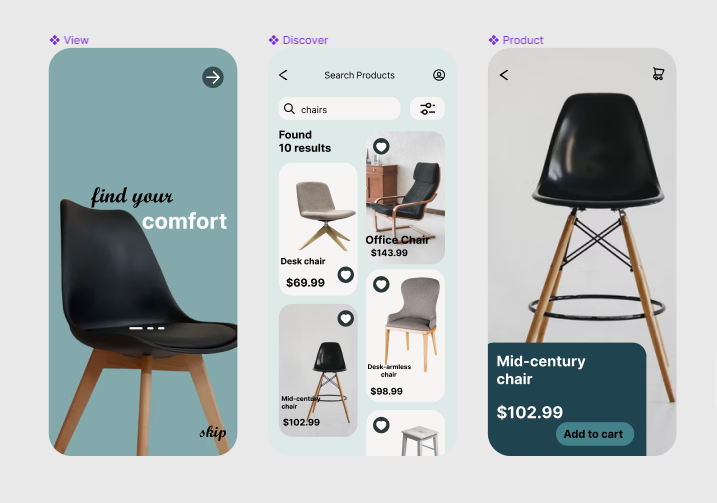 View
find your
comfort
skip
Discover
Search Products
chairs
Found
10 results
Desk chair
$69.99
Office Chair
$143.99
Mid-century
chair
$102.99
Desk-armless
chair
$98.99
Product
Mid-century
chair
$102.99
Add to cart